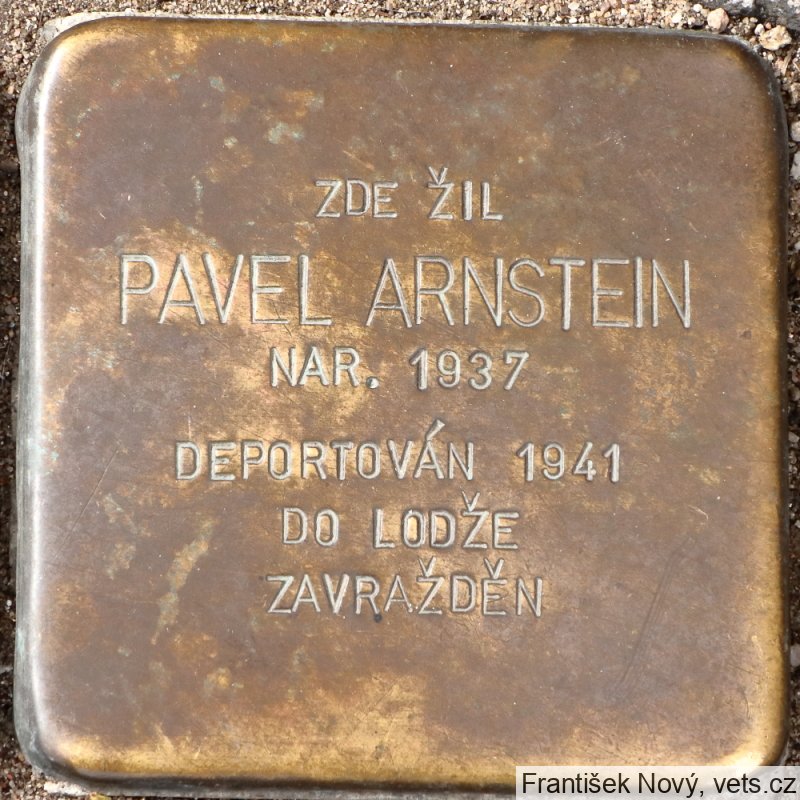 ZDE ŽIL
PAVEL ARNSTEIN
NAR. 1937
DEPORTOVÁN 1941
DO LODŽE
ZAVRAŽDĚN
František Nový, vets.cz